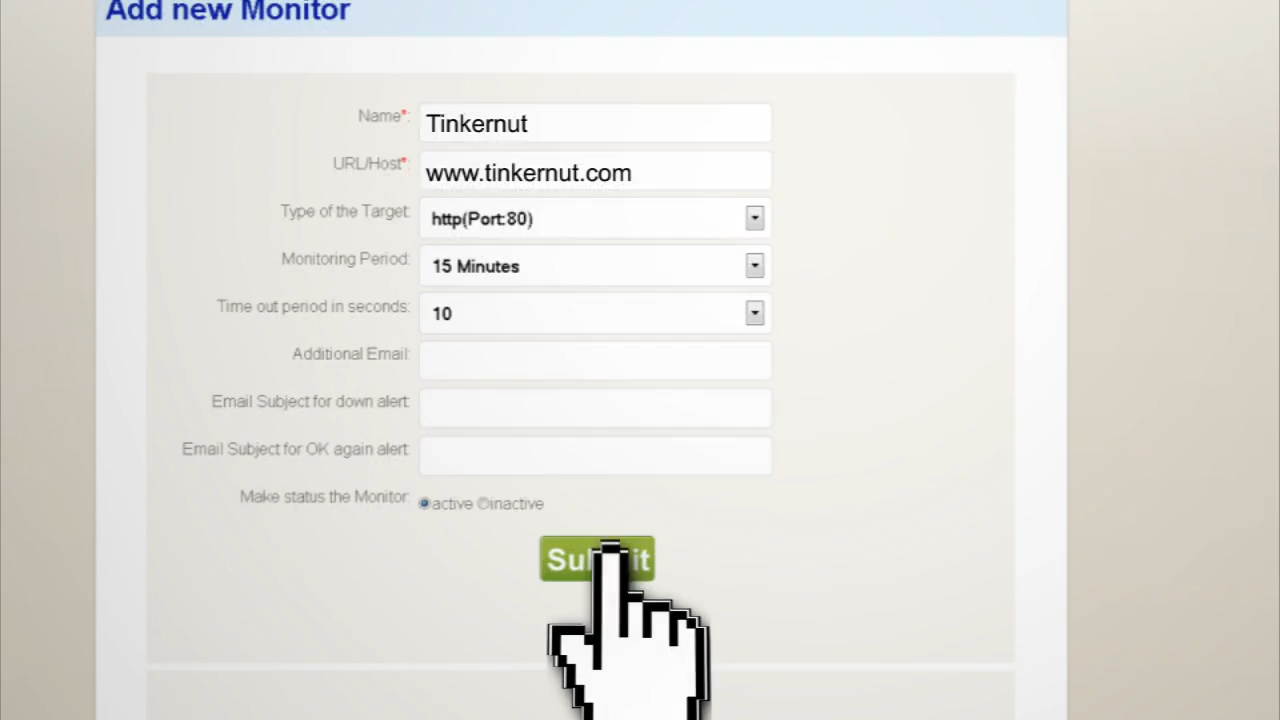 Add new Monitor
Name*: Tinkernut
URL/Host*: www.tinkernut.com
Type of the Target: http(Port:80)
Monitoring Period: 15 Minutes
Time out period in seconds: 10
Additional Email:
Email Subject for down alert:
Email Subject for OK again alert:
Make status the Monitor: active inactive